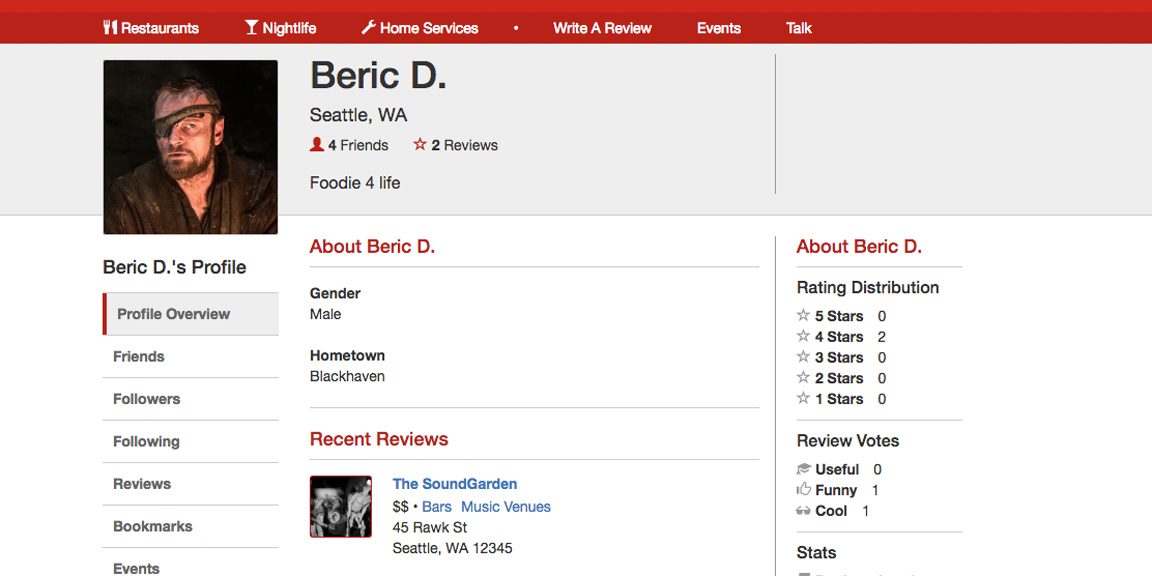 Restaurants Nightlife Home Services • Write A Review Events Talk
Beric D.
Seattle, WA
4 Friends 2 Reviews
Foodie 4 life
Beric D.'s Profile
Profile Overview
Friends
Followers
Following
Reviews
Bookmarks
Events
About Beric D.
Gender
Male
Hometown
Blackhaven
Recent Reviews
The SoundGarden
$$ • Bars Music Venues
45 Rawk St
Seattle, WA 12345
About Beric D.
Rating Distribution
5 Stars 0
4 Stars 2
3 Stars 0
2 Stars 0
1 Stars 0
Review Votes
Useful 0
Funny 1
Cool 1
Stats